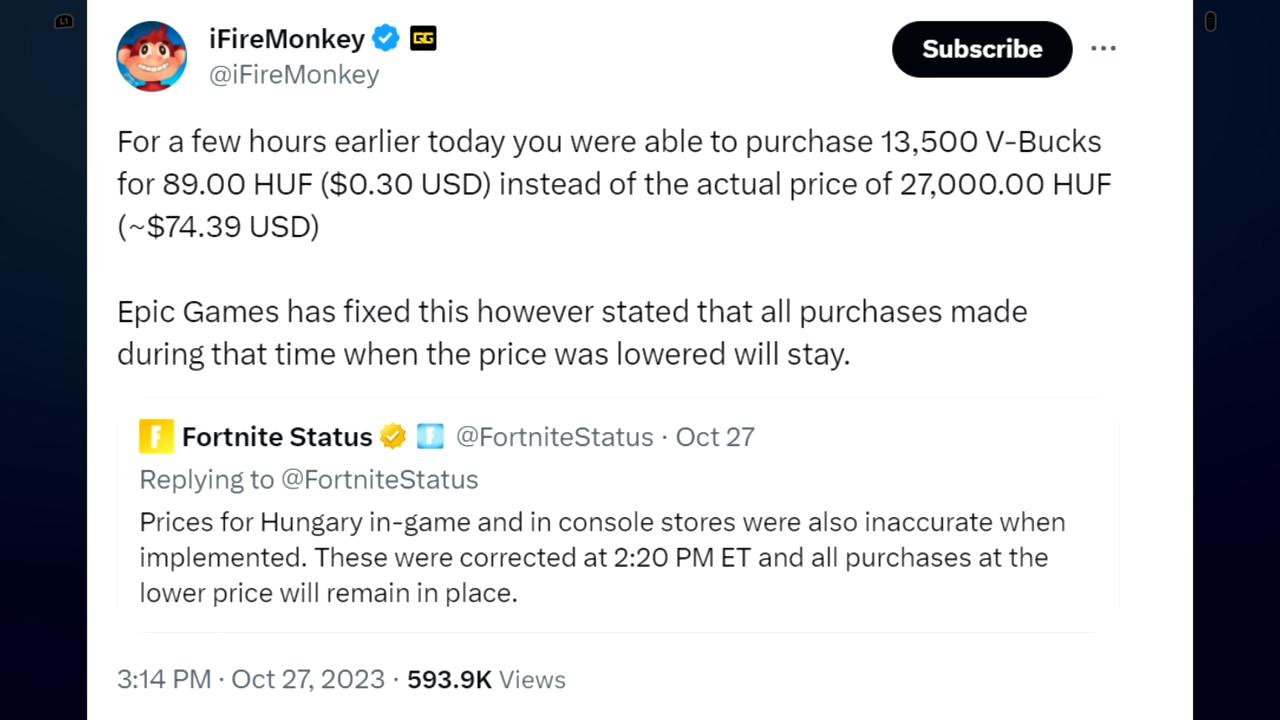 L1
iFireMonkey GG
@iFireMonkey
Subscribe
For a few hours earlier today you were able to purchase 13,500 V-Bucks
for 89.00 HUF ($0.30 USD) instead of the actual price of 27,000.00 HUF
(~$74.39 USD)
Epic Games has fixed this however stated that all purchases made
during that time when the price was lowered will stay.
F Fortnite Status F @FortniteStatus · Oct 27
Replying to @FortniteStatus
Prices for Hungary in-game and in console stores were also inaccurate when
implemented. These were corrected at 2:20 PM ET and all purchases at the
lower price will remain in place.
3:14 PM · Oct 27, 2023 · 593.9K Views